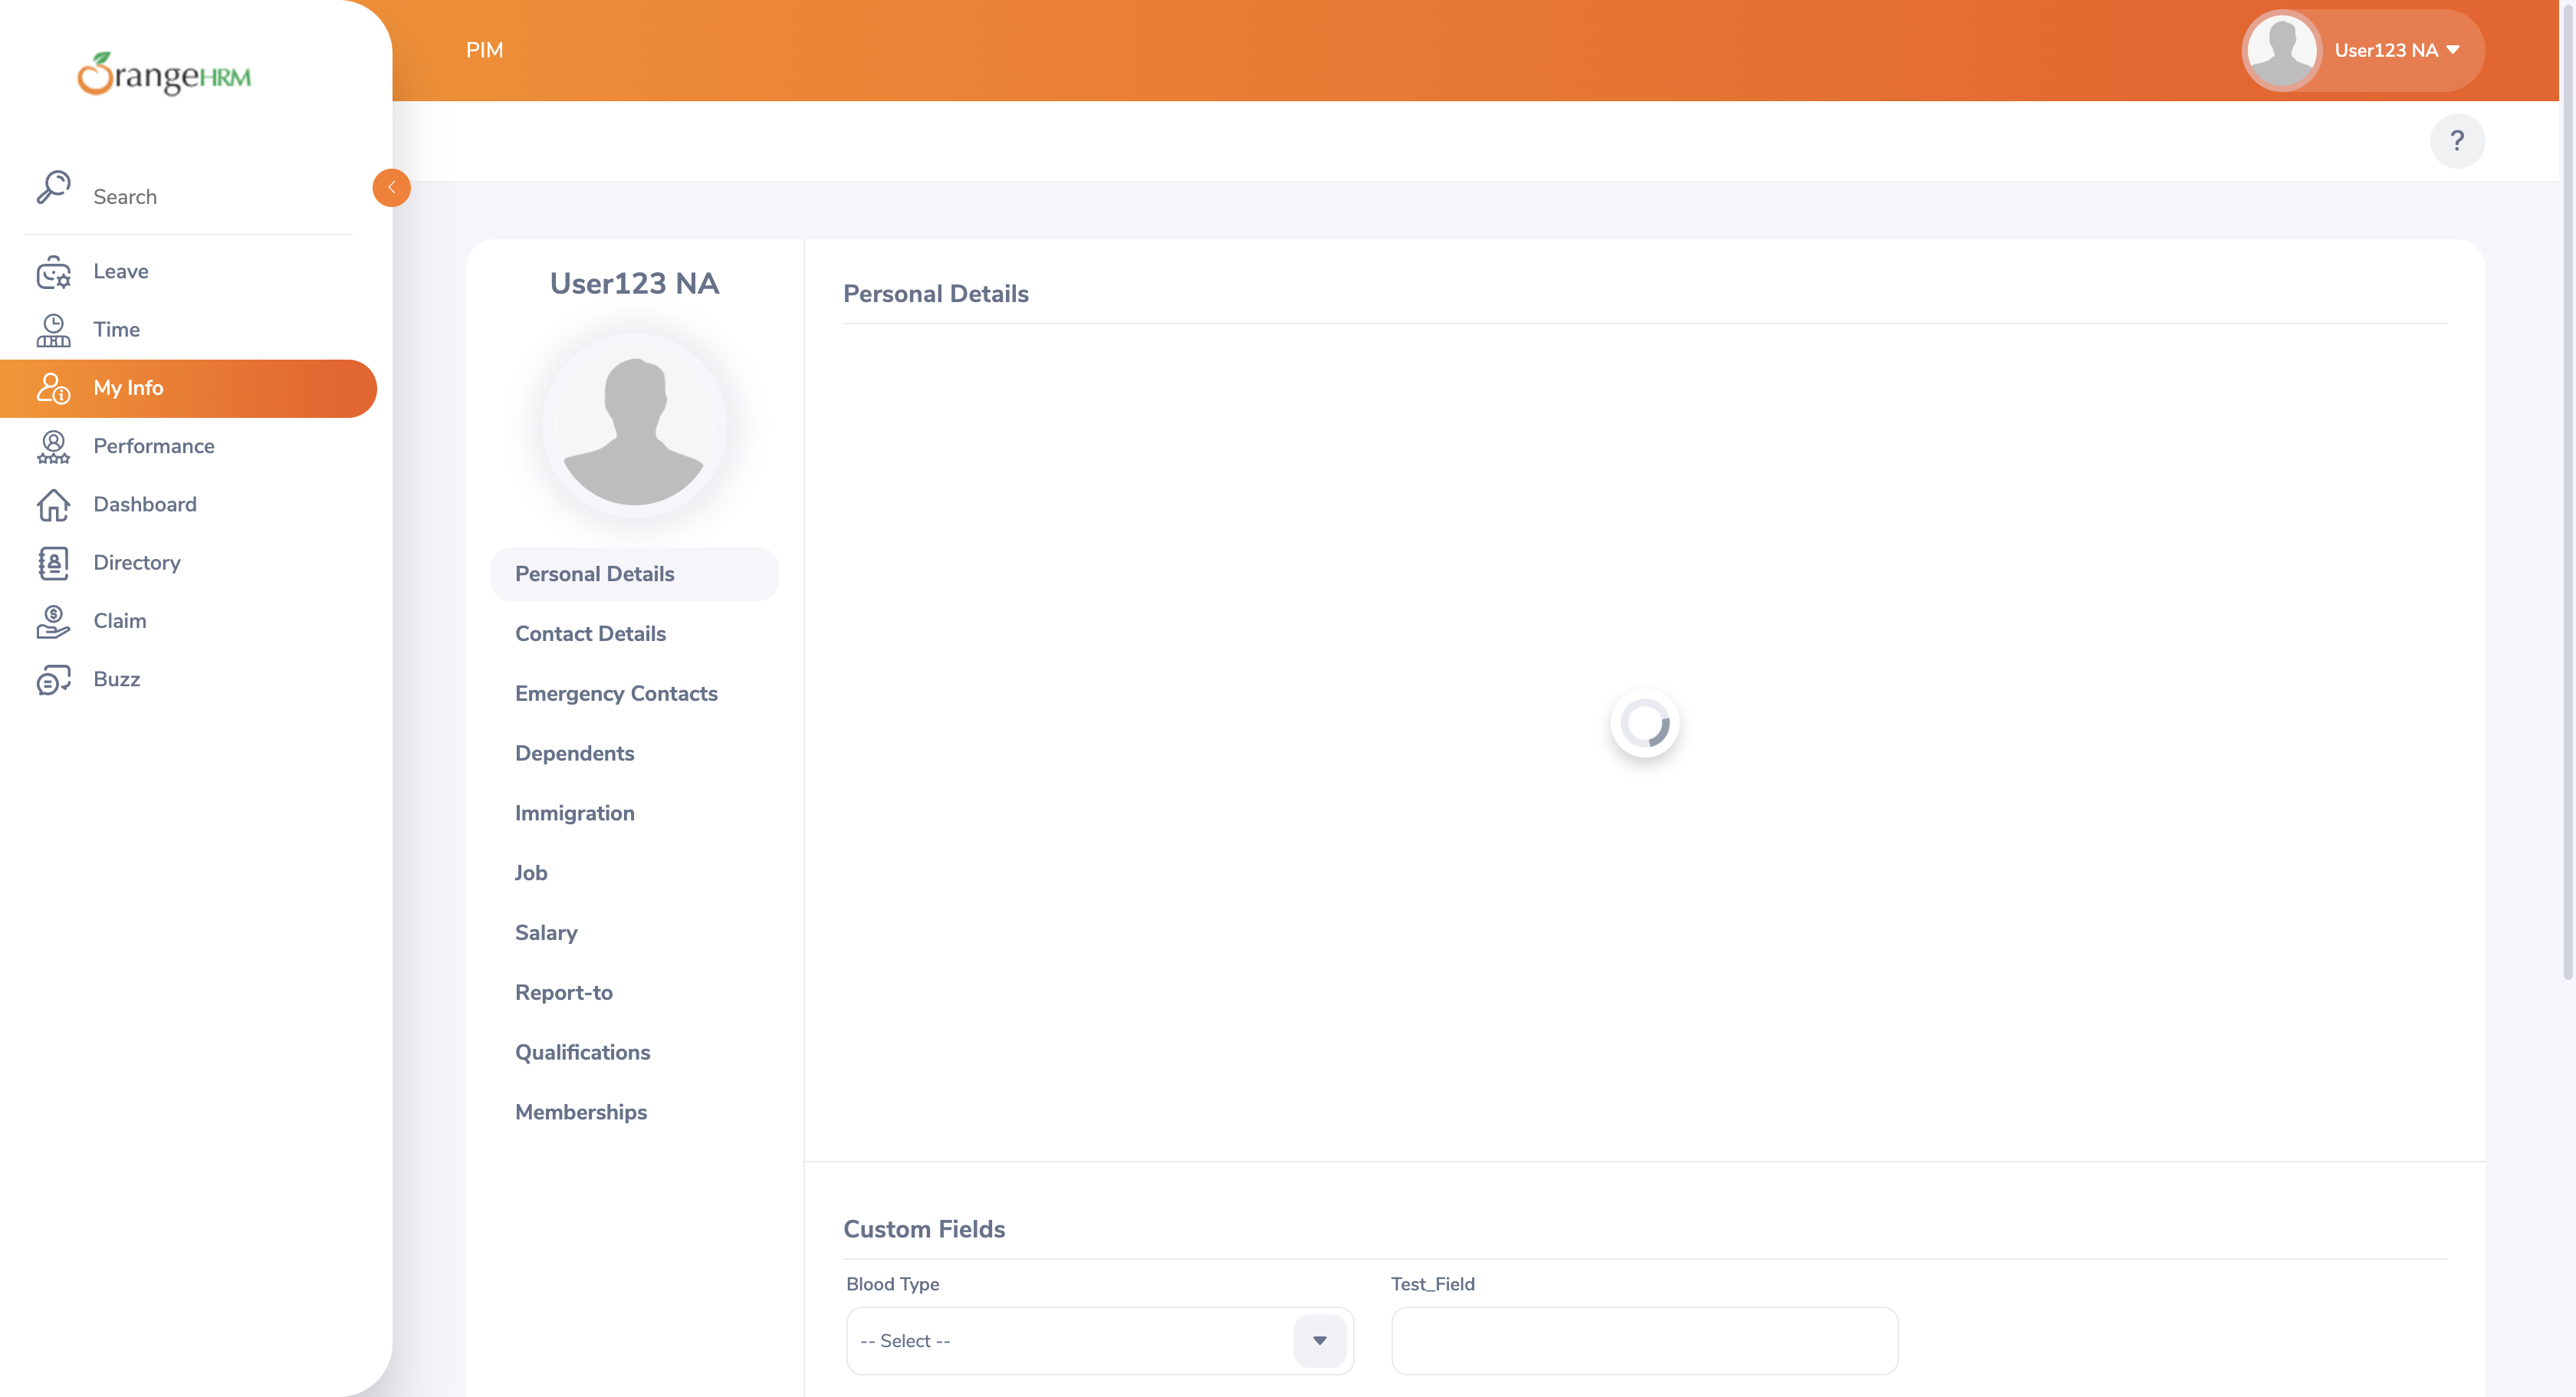 OrangeHRM
Search
Leave
Time
My Info
Performance
Dashboard
Directory
Claim
Buzz
PIM
User123 NA
?
User123 NA
Personal Details
Contact Details
Emergency Contacts
Dependents
Immigration
Job
Salary
Report-to
Qualifications
Memberships
Personal Details
Custom Fields
Blood Type
-- Select --
Test_Field